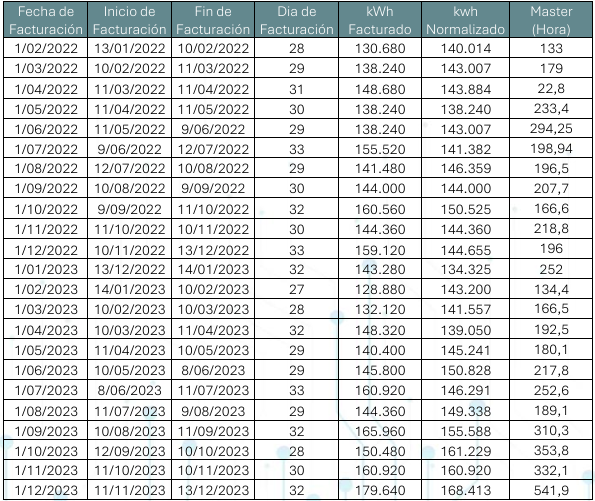 Fecha de Facturación Inicio de Facturación Fin de Facturación Dia de Facturación kWh Facturado kwh Normalizado Master (Hora)
1/02/2022 13/01/2022 10/02/2022 28 130.680 140.014 133
1/03/2022 10/02/2022 11/03/2022 29 138.240 143.007 179
1/04/2022 11/03/2022 11/04/2022 31 148.680 143.884 22,8
1/05/2022 11/04/2022 11/05/2022 30 138.240 138.240 233,4
1/06/2022 11/05/2022 9/06/2022 29 138.240 143.007 294,25
1/07/2022 9/06/2022 12/07/2022 33 155.520 141.382 198,94
1/08/2022 12/07/2022 10/08/2022 29 141.480 146.359 196,5
1/09/2022 10/08/2022 9/09/2022 30 144.000 144.000 207,7
1/10/2022 9/09/2022 11/10/2022 32 160.560 150.525 166,6
1/11/2022 11/10/2022 10/11/2022 30 144.360 144.360 218,8
1/12/2022 10/11/2022 13/12/2022 33 159.120 144.655 196
1/01/2023 13/12/2022 14/01/2023 32 143.280 134.325 252
1/02/2023 14/01/2023 10/02/2023 27 128.880 143.200 134,4
1/03/2023 10/02/2023 10/03/2023 28 132.120 141.557 166,5
1/04/2023 10/03/2023 11/04/2023 32 148.320 139.050 192,5
1/05/2023 11/04/2023 10/05/2023 29 140.400 145.241 180,1
1/06/2023 10/05/2023 8/06/2023 29 145.800 150.828 217,8
1/07/2023 8/06/2023 11/07/2023 33 160.920 146.291 252,6
1/08/2023 11/07/2023 9/08/2023 29 144.360 149.338 189,1
1/09/2023 10/08/2023 11/09/2023 32 165.960 155.588 310,3
1/10/2023 12/09/2023 10/10/2023 28 150.480 161.229 353,8
1/11/2023 11/10/2023 10/11/2023 30 160.920 160.920 332,1
1/12/2023 11/11/2023 13/12/2023 32 179.640 168.413 541,9